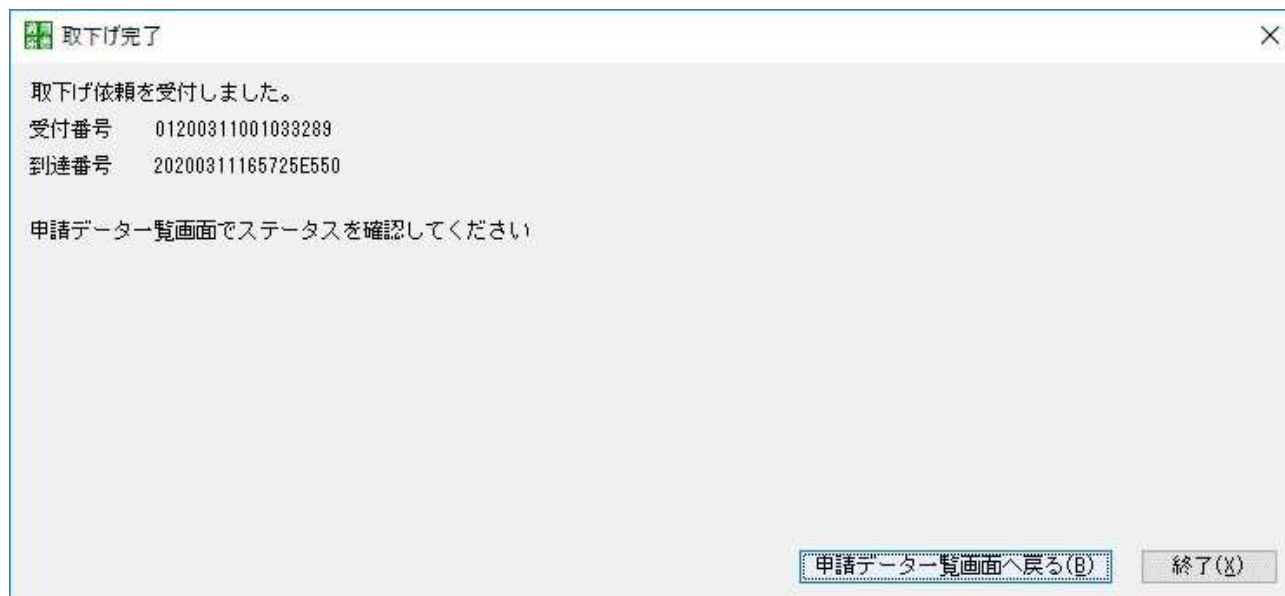 取下げ完了
取下げ依頼を受付しました。
受付番号 01200311001033289
到達番号 20200311165725E550
申請データ一覧画面でステータスを確認してください
申請データ一覧画面へ戻る(B) 終了(X)